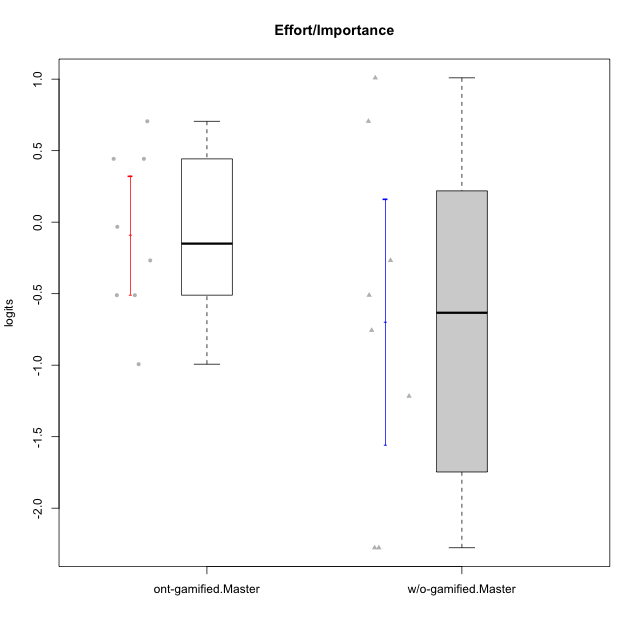 Effort/Importance
logits
1.0
0.5
0.0
-0.5
-1.0
-1.5
-2.0
ont-gamified.Master
w/o-gamified.Master